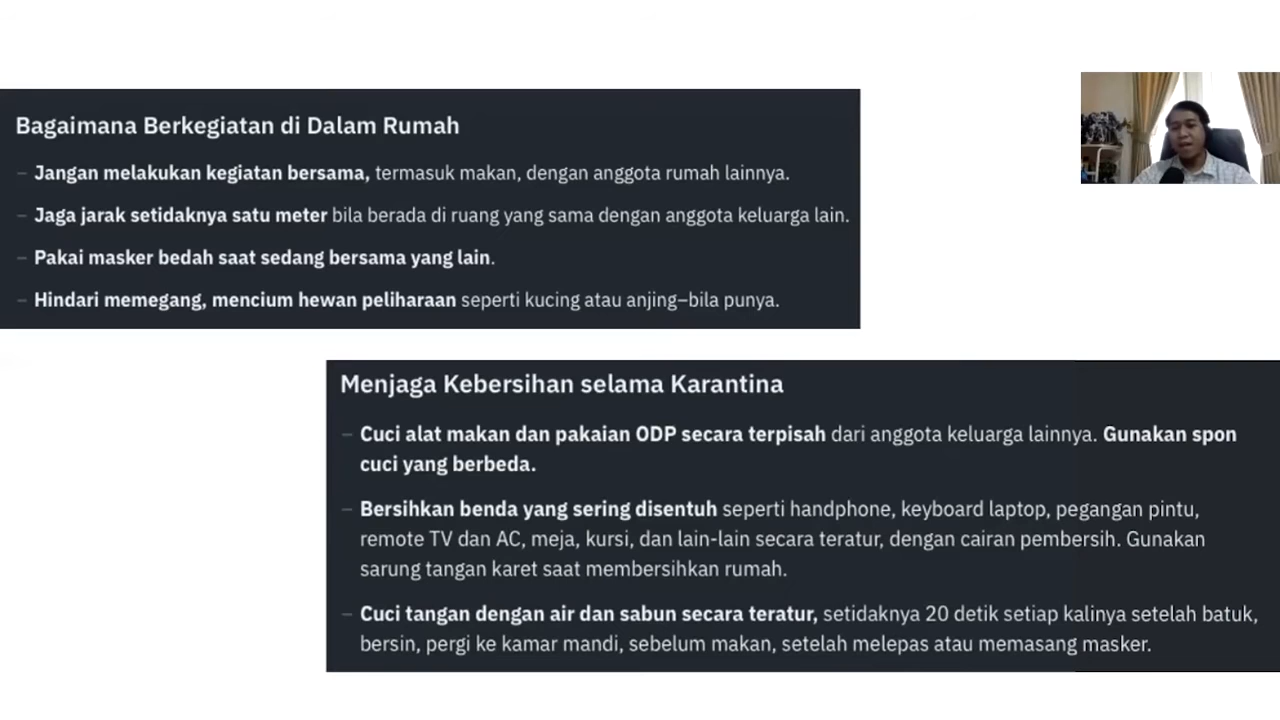 Bagaimana Berkegiatan di Dalam Rumah
– Jangan melakukan kegiatan bersama, termasuk makan, dengan anggota rumah lainnya.
– Jaga jarak setidaknya satu meter bila berada di ruang yang sama dengan anggota keluarga lain.
– Pakai masker bedah saat sedang bersama yang lain.
– Hindari memegang, mencium hewan peliharaan seperti kucing atau anjing–bila punya.
Menjaga Kebersihan selama Karantina
– Cuci alat makan dan pakaian ODP secara terpisah dari anggota keluarga lainnya. Gunakan spon
cuci yang berbeda.
– Bersihkan benda yang sering disentuh seperti handphone, keyboard laptop, pegangan pintu,
remote TV dan AC, meja, kursi, dan lain-lain secara teratur, dengan cairan pembersih. Gunakan
sarung tangan karet saat membersihkan rumah.
– Cuci tangan dengan air dan sabun secara teratur, setidaknya 20 detik setiap kalinya setelah batuk,
bersin, pergi ke kamar mandi, sebelum makan, setelah melepas atau memasang masker.